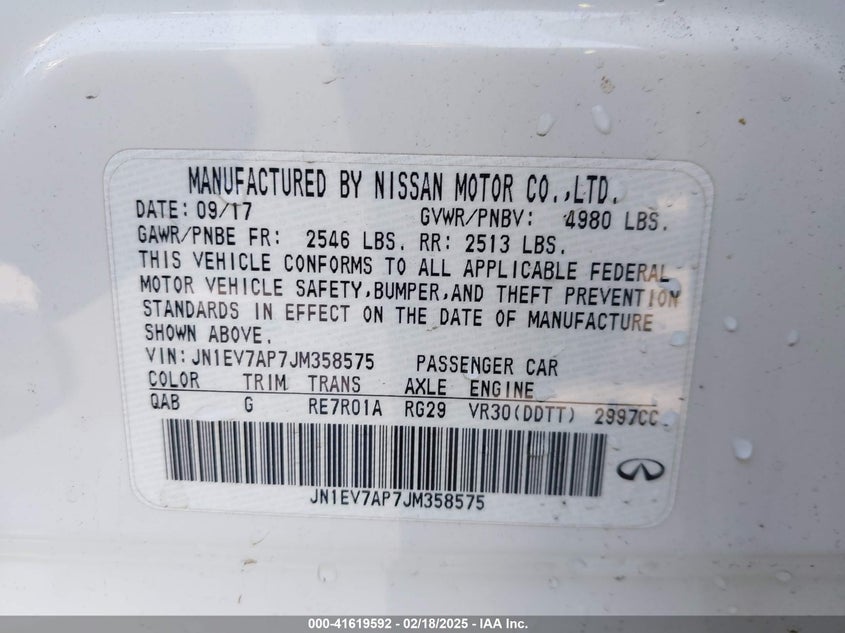 MANUFACTURED BY NISSAN MOTOR CO.,LTD.
DATE: 09/17 GVWR/PNBV: 4980 LBS.
GAWR/PNBE FR: 2546 LBS. RR: 2513 LBS.
THIS VEHICLE CONFORMS TO ALL APPLICABLE FEDERAL
MOTOR VEHICLE SAFETY,BUMPER,AND THEFT PREVENTION
STANDARDS IN EFFECT ON THE DATE OF MANUFACTURE
SHOWN ABOVE.
VIN: JN1EV7AP7JM358575 PASSENGER CAR
COLOR TRIM TRANS AXLE ENGINE
QAB G RE7R01A RG29 VR30(DDTT) 2997CC
JN1EV7AP7JM358575
000-41619592 - 02/18/2025 - IAA Inc.